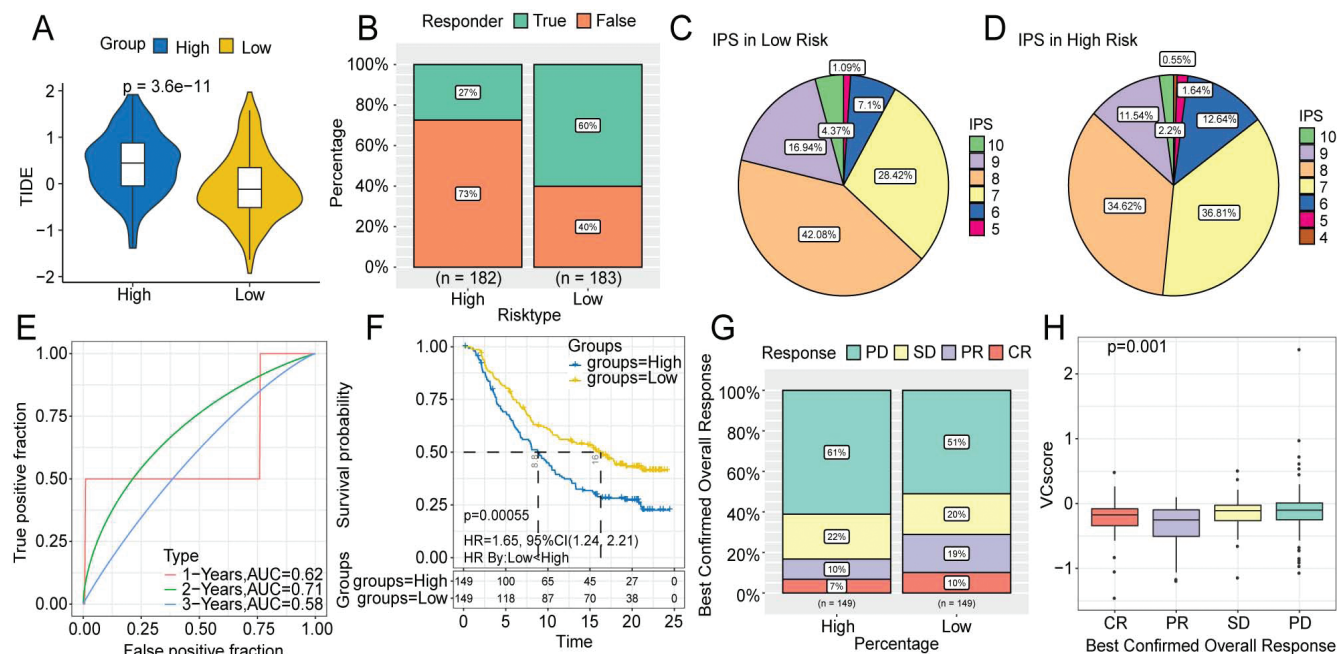 A
Group High Low
p = 3.6e−11
TIDE
2
1
0
−1
−2
High Low
B
Responder True False
Percentage
100%
80%
60%
40%
20%
0%
27%
73%
60%
40%
(n = 182) (n = 183)
High Low
Risktype
C
IPS in Low Risk
1.09%
7.1%
28.42%
42.08%
16.94%
4.37%
IPS
10
9
8
7
6
5
D
IPS in High Risk
0.55%
1.64%
12.64%
36.81%
34.62%
11.54%
2.2%
IPS
10
9
8
7
6
5
4
E
True positive fraction
1.00
0.75
0.50
0.25
0.00
Type
1−Years,AUC=0.62
2−Years,AUC=0.71
3−Years,AUC=0.58
0.00 0.25 0.50 0.75 1.00
False positive fraction
F
Survival probability
1.00
0.75
0.50
0.25
0.00
Groups
groups=High
groups=Low
8.8
16
p=0.00055
HR=1.65, 95%CI(1.24, 2.21)
HR By:Low<High
Groups
groups=High 149 100 65 45 27 0
groups=Low 149 118 87 70 38 0
0 5 10 15 20 25
Time
G
Response PD SD PR CR
Best Confirmed Overall Response
100%
80%
60%
40%
20%
0%
61%
22%
10%
7%
51%
20%
19%
10%
(n = 149) (n = 149)
High Low
Percentage
H
p=0.001
VCscore
2
1
0
−1
CR PR SD PD
Best Confirmed Overall Response